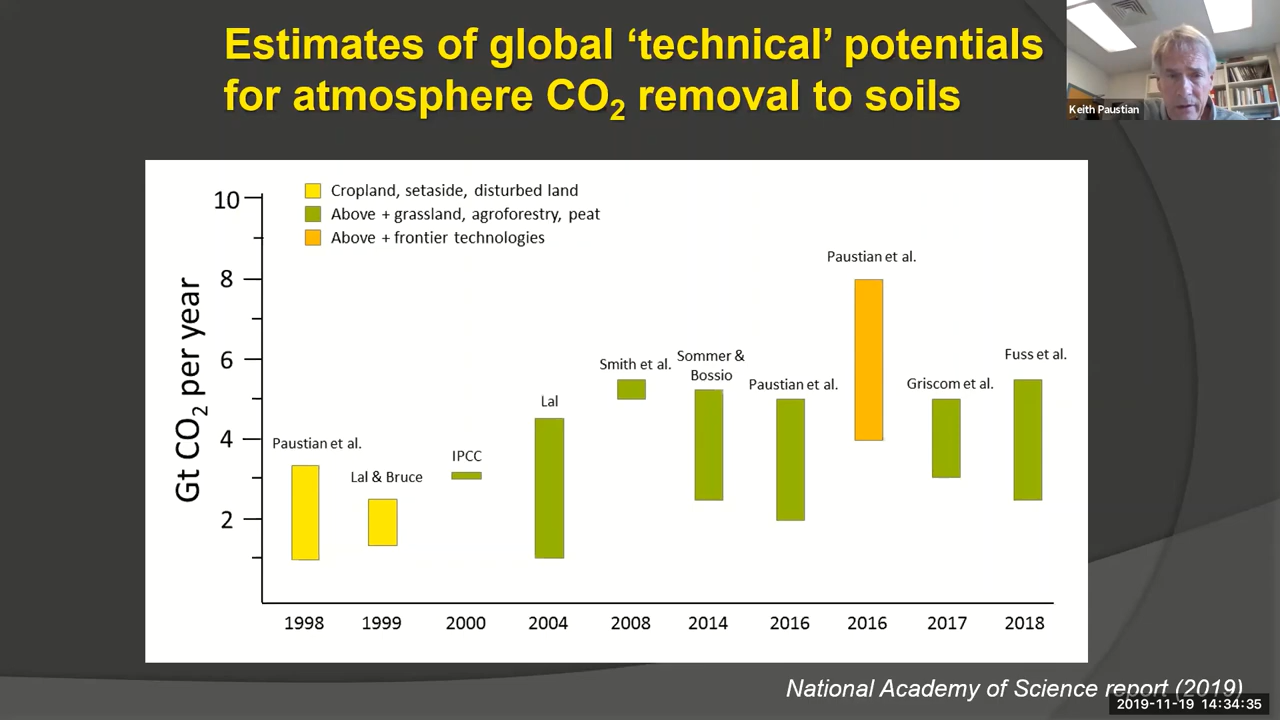 Estimates of global ‘technical’ potentials
for atmosphere CO₂ removal to soils
Keith Paustian
Cropland, setaside, disturbed land
Above + grassland, agroforestry, peat
Above + frontier technologies
Gt CO₂ per year
10
8
6
4
2
Paustian et al.
Lal & Bruce
IPCC
Lal
Smith et al.
Sommer &
Bossio
Paustian et al.
Paustian et al.
Griscom et al.
Fuss et al.
1998 1999 2000 2004 2008 2014 2016 2016 2017 2018
National Academy of Science report (2019)
2019-11-19 14:34:35